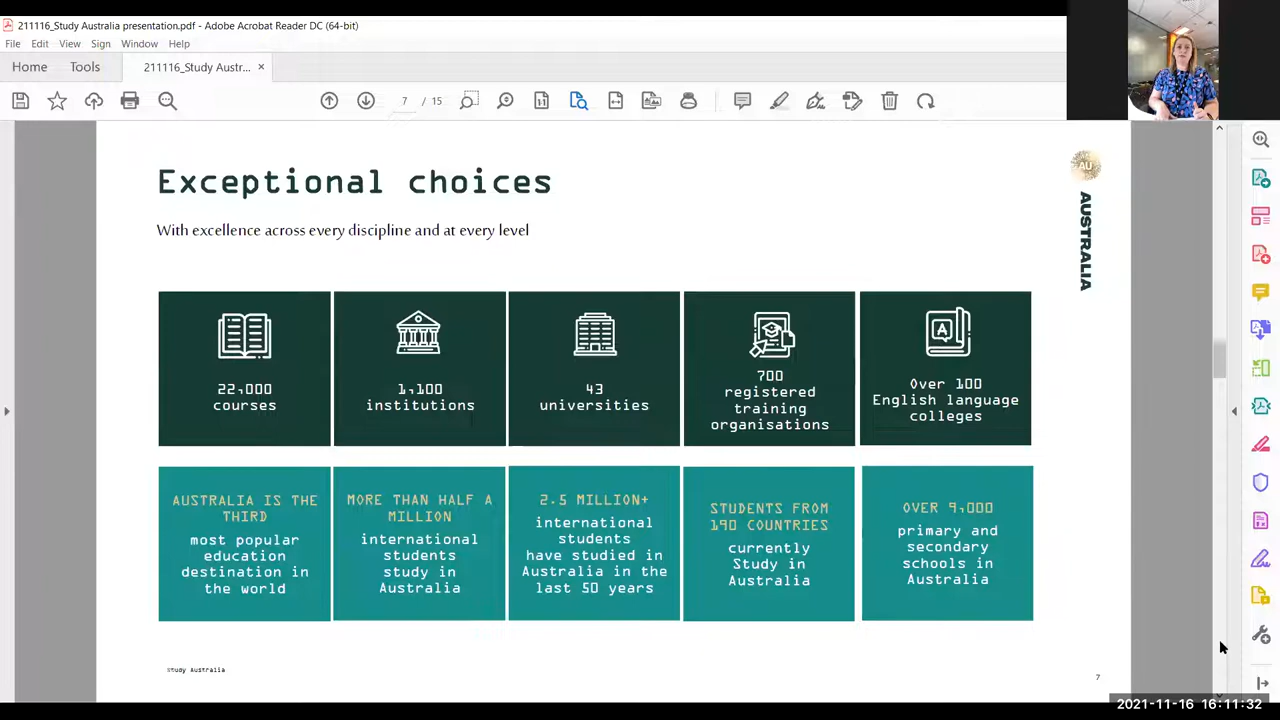 211116_Study Australia presentation.pdf - Adobe Acrobat Reader DC (64-bit)
File Edit View Sign Window Help
Home Tools 211116_Study Austr... ×
7 / 15
Exceptional choices
With excellence across every discipline and at every level
AU
AUSTRALIA
22,000
courses
1,100
institutions
43
universities
700
registered
training
organisations
A
Over 100
English language
colleges
AUSTRALIA IS THE
THIRD
most popular
education
destination in
the world
MORE THAN HALF A
MILLION
international
students
study in
Australia
2.5 MILLION+
international
students
have studied in
Australia in the
last 50 years
STUDENTS FROM
190 COUNTRIES
currently
Study in
Australia
OVER 9,000
primary and
secondary
schools in
Australia
Study Australia
7
2021-11-16 16:11:32